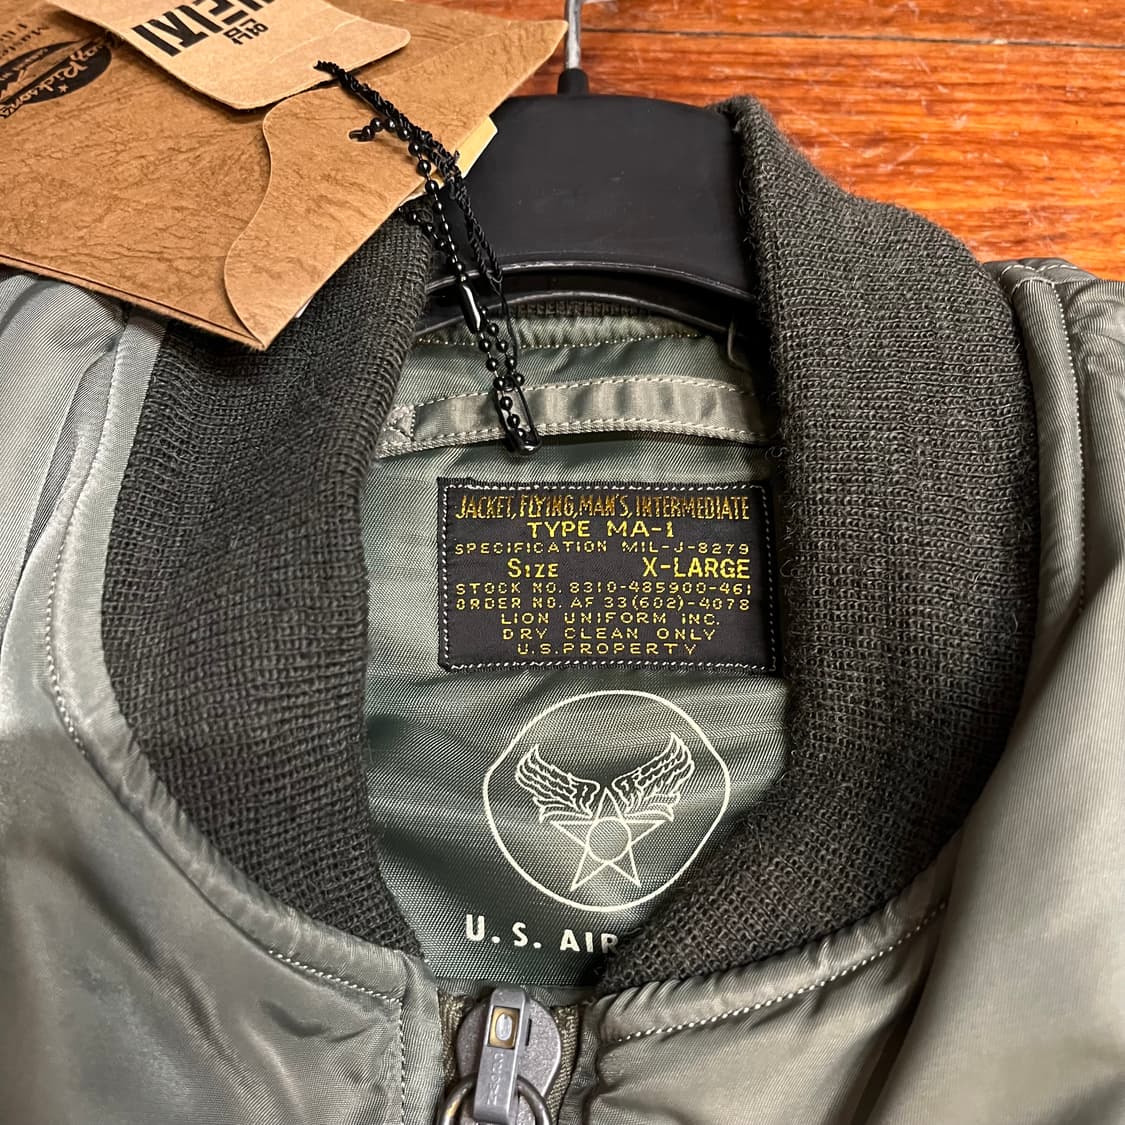 JACKET, FLYING, MAN'S, INTERMEDIATE
TYPE MA-1
SPECIFICATION MIL-J-8279
SIZE X-LARGE
STOCK NO. 8310-485900-461
ORDER NO. AF 33(602)-4078
LION UNIFORM INC.
DRY CLEAN ONLY
U.S. PROPERTY
U.S. AIR